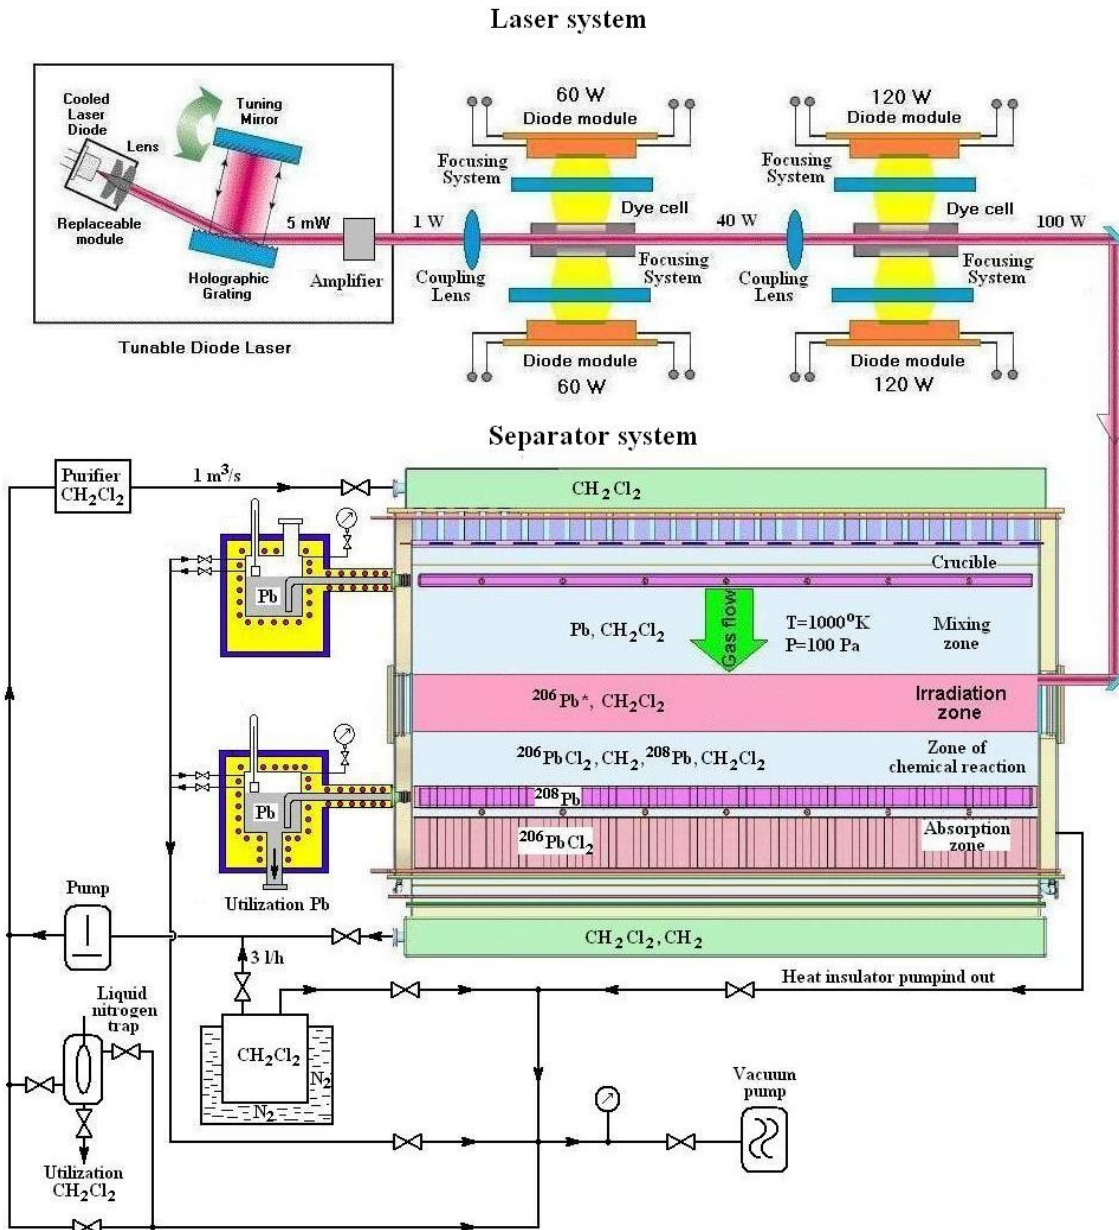 Laser system
Cooled
Laser
Diode
Lens
Replaceable
module
Tuning
Mirror
5 mW
Holographic
Grating
Amplifier
Tunable Diode Laser
60 W
Diode module
Focusing
System
Dye cell
1 W
Coupling
Lens
Focusing
System
Diode module
60 W
40 W
120 W
Diode module
Focusing
System
Dye cell
100 W
Coupling
Lens
Focusing
System
Diode module
120 W
Separator system
Purifier
CH₂Cl₂
1 m³/s
CH₂Cl₂
Crucible
Pb
Gas flow
Pb, CH₂Cl₂
T=1000°K
P=100 Pa
Mixing
zone
²⁰⁶Pb*, CH₂Cl₂
Irradiation
zone
²⁰⁶PbCl₂, CH₂, ²⁰⁸Pb, CH₂Cl₂
Zone of
chemical reaction
²⁰⁸Pb
Pb
²⁰⁶PbCl₂
Absorption
zone
Utilization Pb
Pump
CH₂Cl₂, CH₂
3 l/h
Heat insulator pumpind out
Liquid
nitrogen
trap
CH₂Cl₂
N₂
N₂
Vacuum
pump
Utilization
CH₂Cl₂